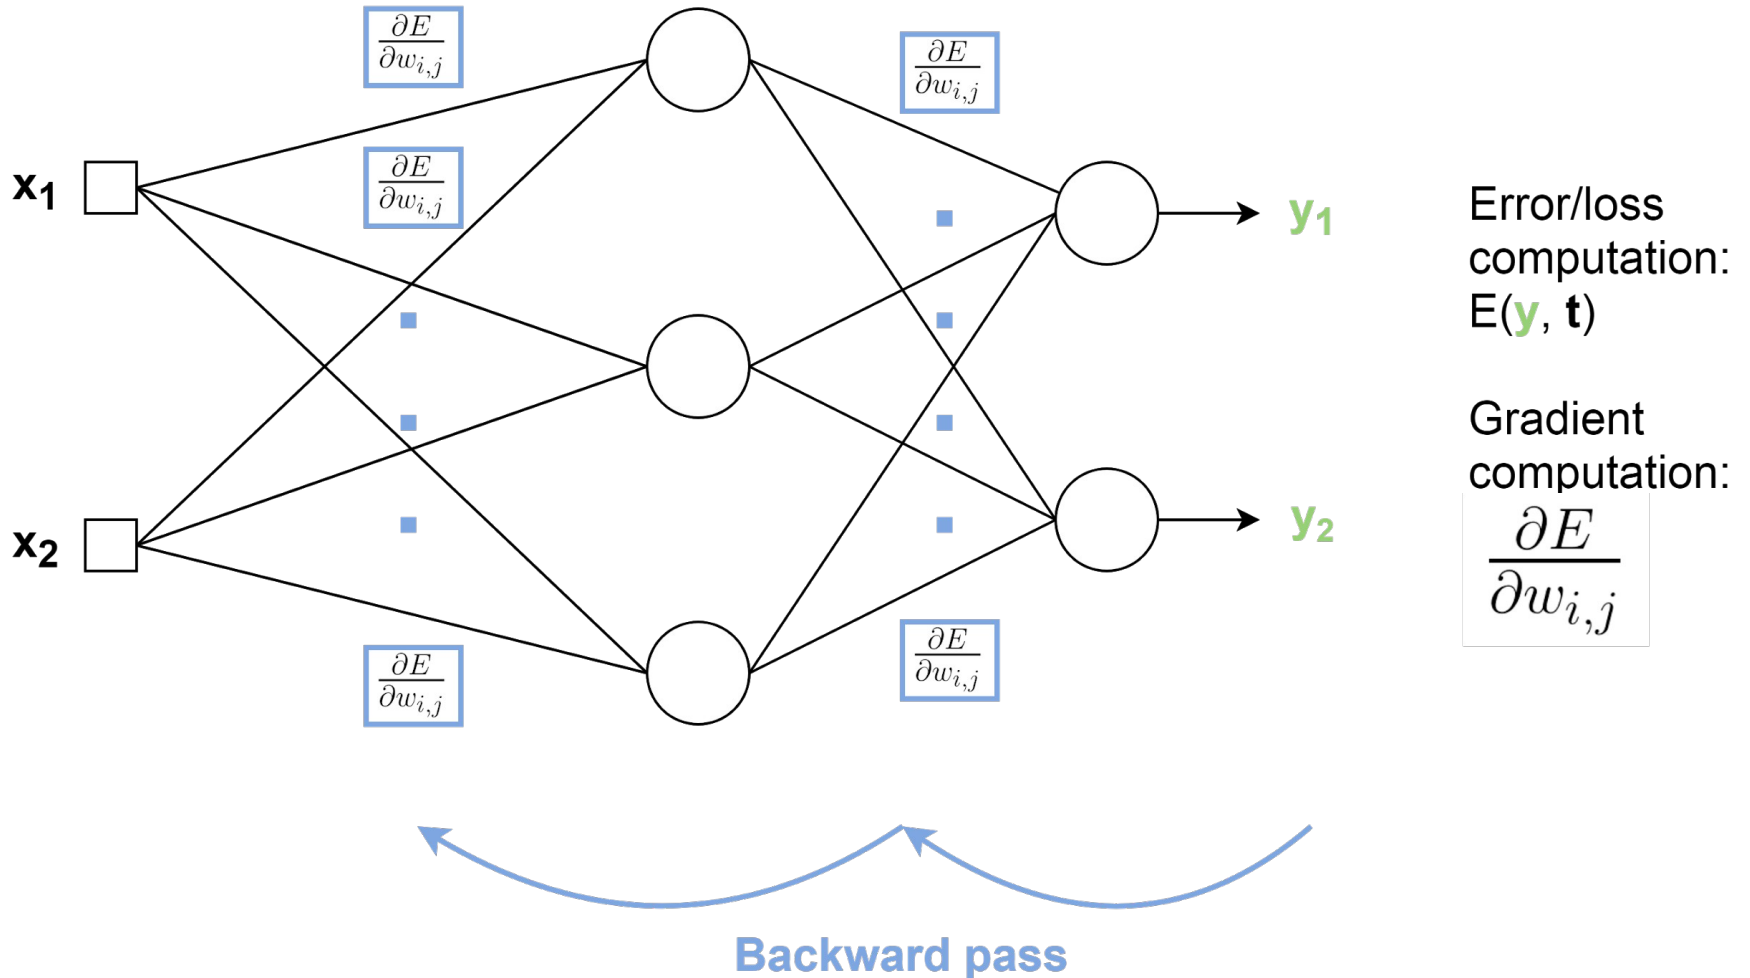 ∂E/∂w_{i,j}
∂E/∂w_{i,j}
∂E/∂w_{i,j}
x₁
y₁
Error/loss
computation:
E(y, t)
Gradient
computation:
∂E/∂w_{i,j}
x₂
y₂
∂E/∂w_{i,j}
∂E/∂w_{i,j}
Backward pass